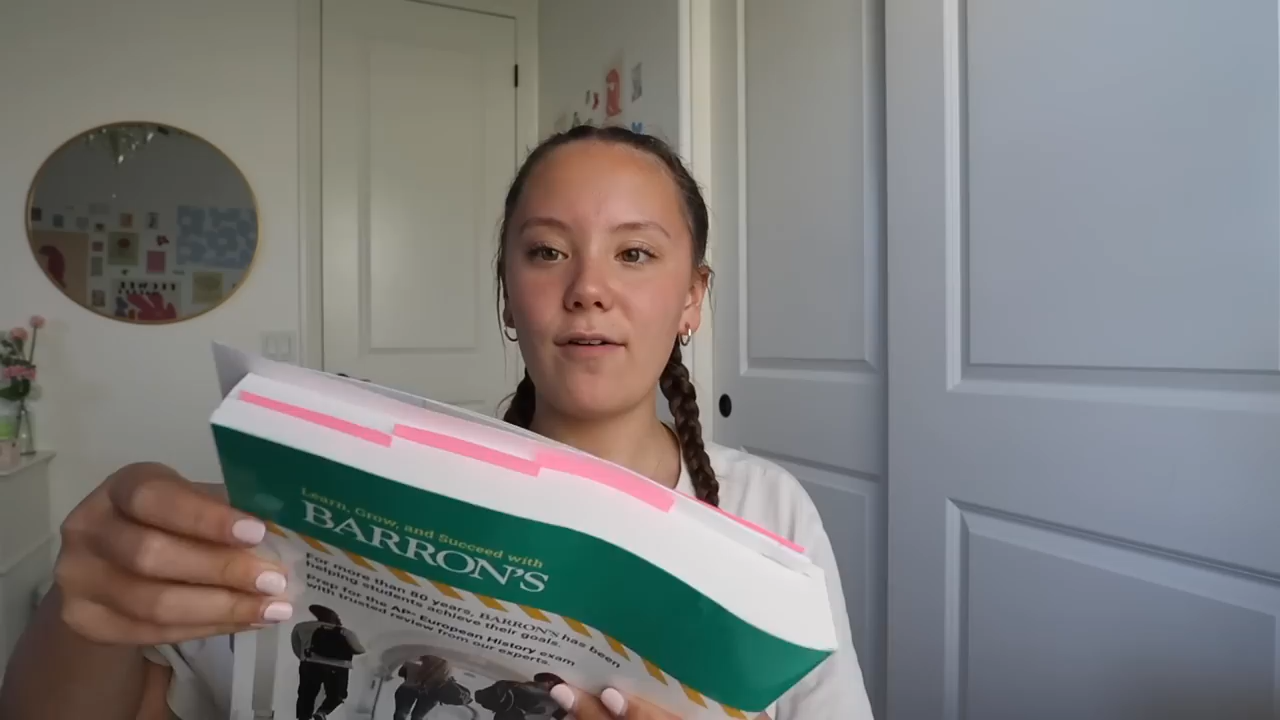 Learn, Grow, and Succeed with
BARRON'S
For more than 80 years, BARRON'S has been
helping students achieve their goals.
Prep for the AP® European History exam
with trusted review from our experts.